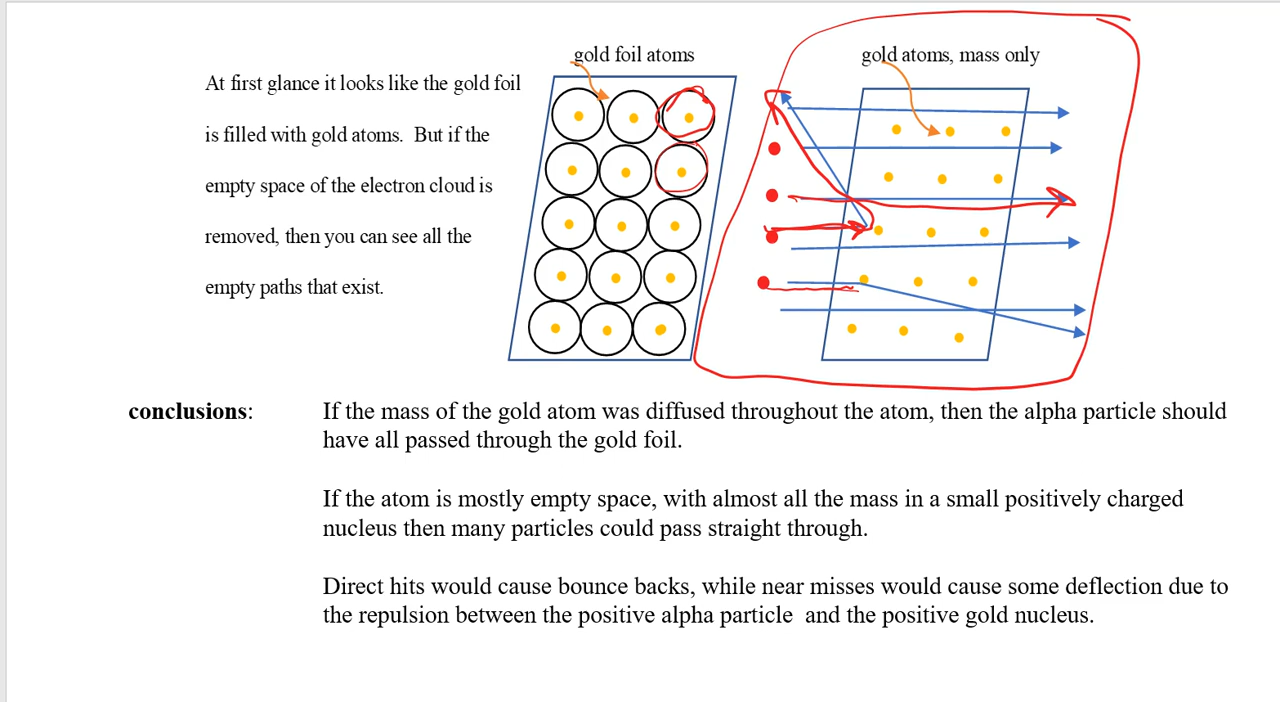 gold foil atoms
gold atoms, mass only
At first glance it looks like the gold foil
is filled with gold atoms.  But if the
empty space of the electron cloud is
removed, then you can see all the
empty paths that exist.
conclusions:
If the mass of the gold atom was diffused throughout the atom, then the alpha particle should
have all passed through the gold foil.
If the atom is mostly empty space, with almost all the mass in a small positively charged
nucleus then many particles could pass straight through.
Direct hits would cause bounce backs, while near misses would cause some deflection due to
the repulsion between the positive alpha particle  and the positive gold nucleus.